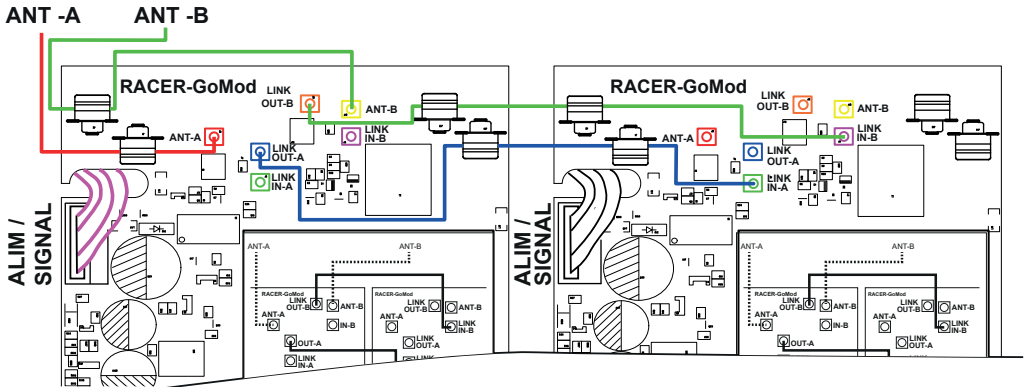 ANT -A
ANT -B
RACER-GoMod
LINK
OUT-B
ANT-B
LINK
IN-B
ANT-A
LINK
OUT-A
LINK
IN-A
ALIM /
SIGNAL
ANT-A
ANT-B
RACER-GoMod
LINK
OUT-B
ANT-B
ANT-A
IN-B
OUT-A
LINK
IN-A
RACER-GoMod
LINK
OUT-B
ANT-B
ANT-A
LINK
IN-B
LINK
OUT-A
LINK
RACER-GoMod
LINK
OUT-B
ANT-B
LINK
IN-B
ANT-A
LINK
OUT-A
LINK
IN-A
ALIM /
SIGNAL
ANT-A
ANT-B
RACER-GoMod
LINK
OUT-B
ANT-B
ANT-A
IN-B
OUT-A
RACER-GoMod
LINK
OUT-B
ANT-B
ANT-A
LINK
IN-B
LINK
OUT-A